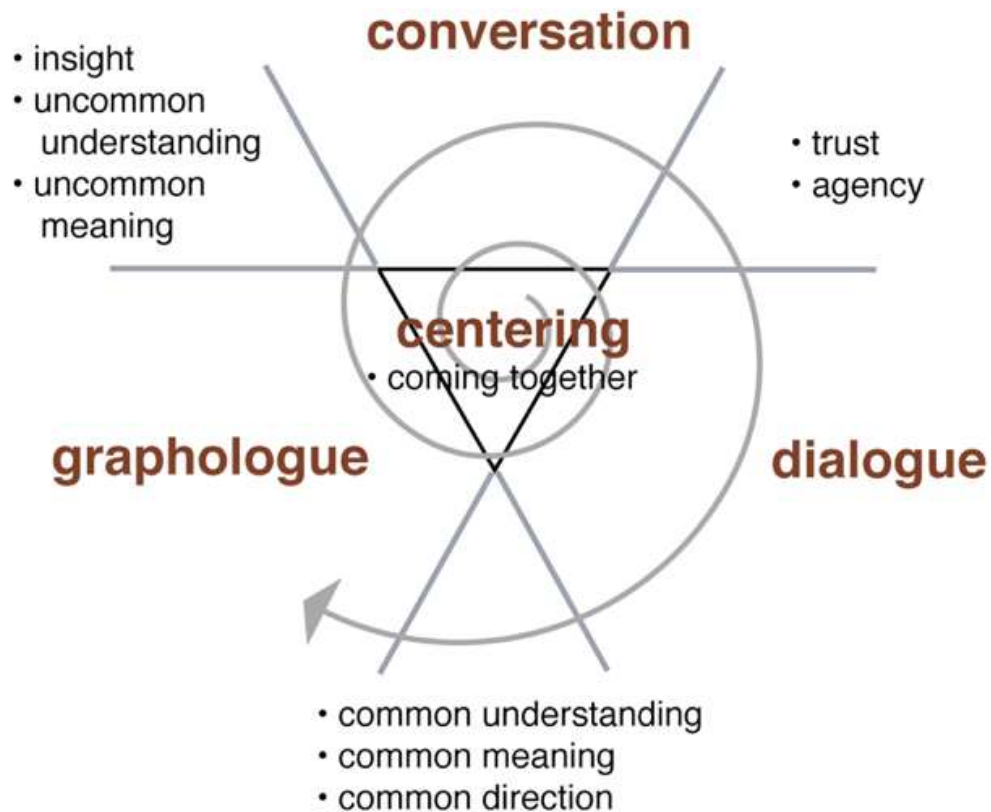 conversation
• insight
• uncommon
understanding
• uncommon
meaning
• trust
• agency
centering
• coming together
graphologue
dialogue
• common understanding
• common meaning
• common direction